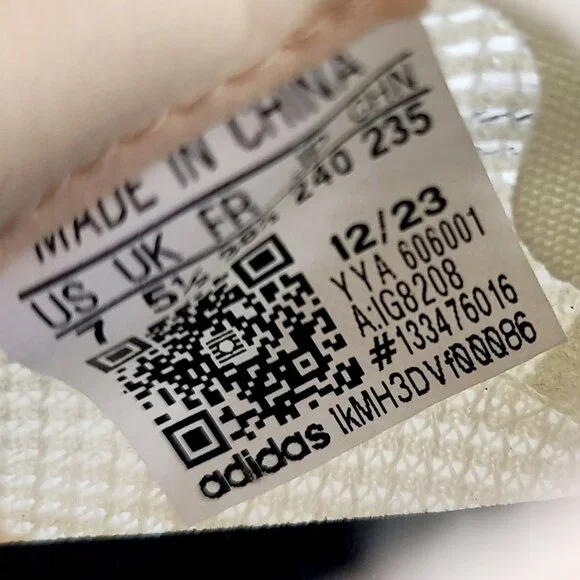 MADE IN CHINA
US UK FR JP CHN
7 5½ 38⅔ 240 235
12/23
YYA 606001
A:IG8208
#133476016
adidas
IkMH3DVfQQQ86